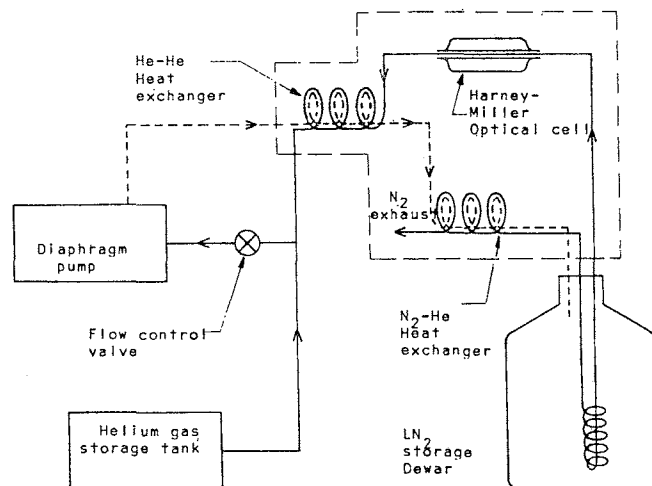 He-He
Heat
exchanger
Harney-
Miller
Optical cell
N2
exhaust
Diaphragm
pump
Flow control
valve
N2-He
Heat
exchanger
Helium gas
storage tank
LN2
storage
Dewar